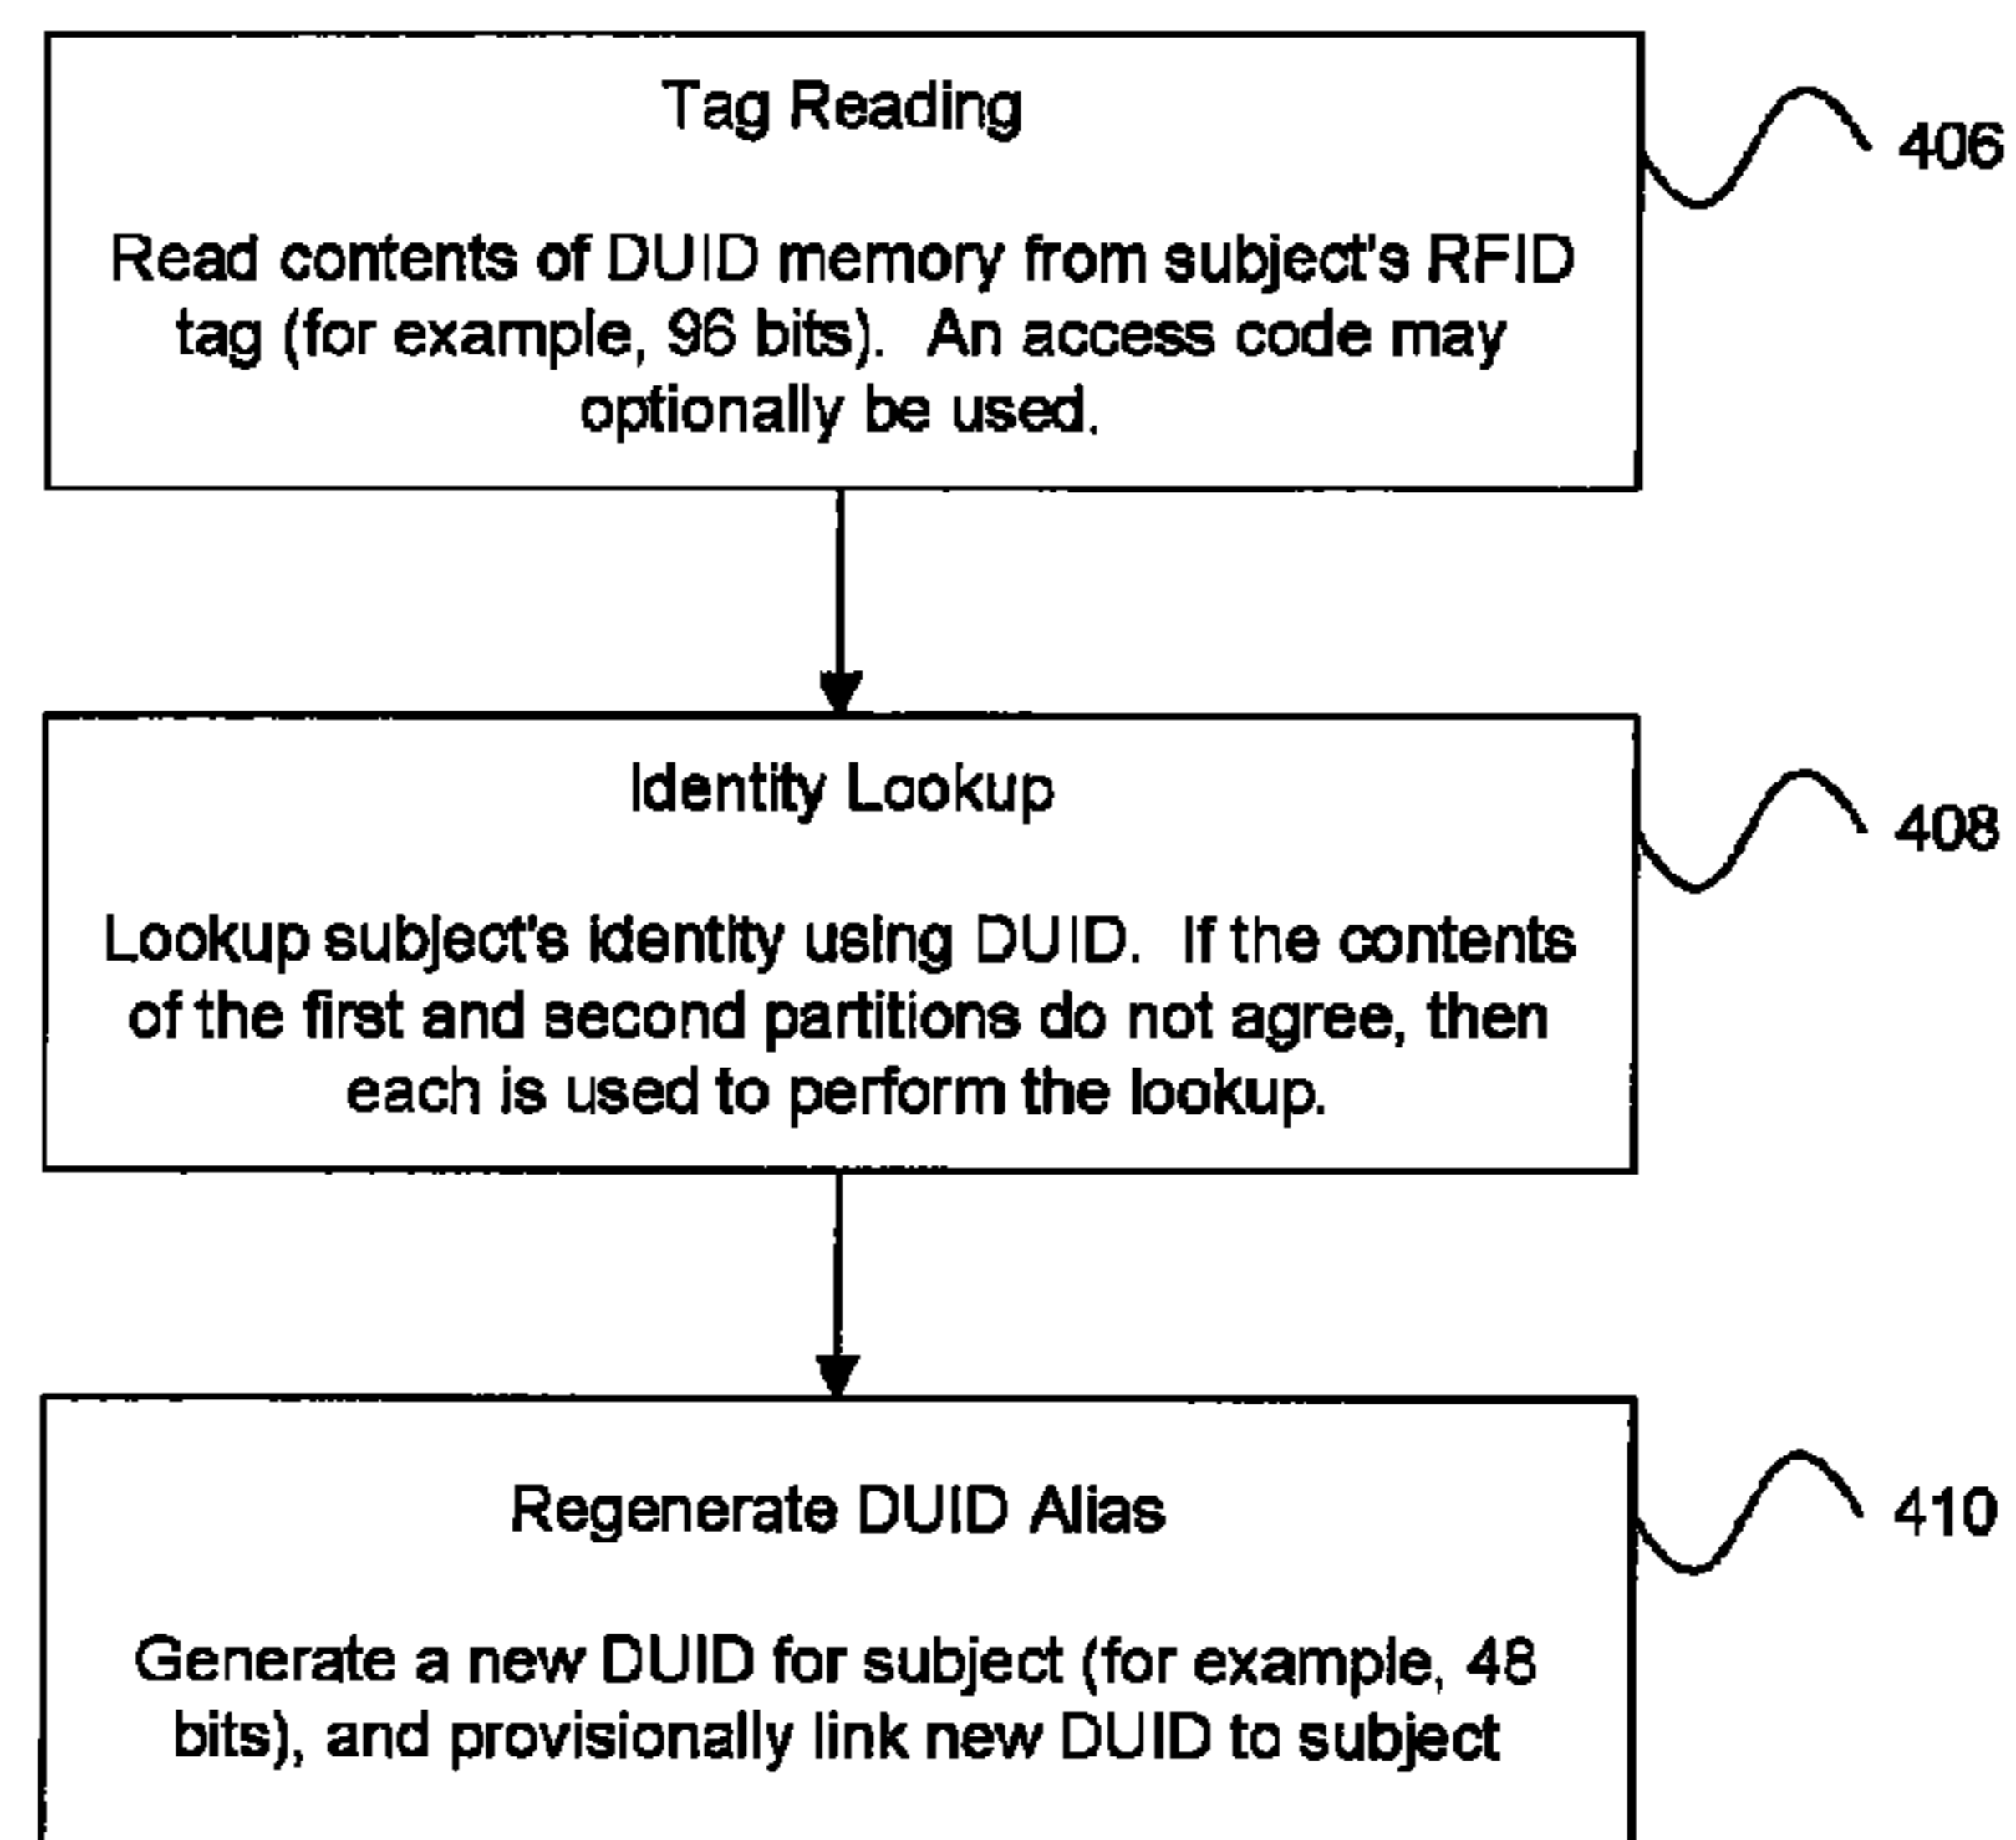 Tag Reading
406
Read contents of DUID memory from subject's RFID
tag (for example, 96 bits). An access code may
optionally be used.
Identity Lookup
408
Lookup subject's identity using DUID. If the contents
of the first and second partitions do not agree, then
each is used to perform the lookup.
Regenerate DUID Alias
410
Generate a new DUID for subject (for example, 48
bits), and provisionally link new DUID to subject